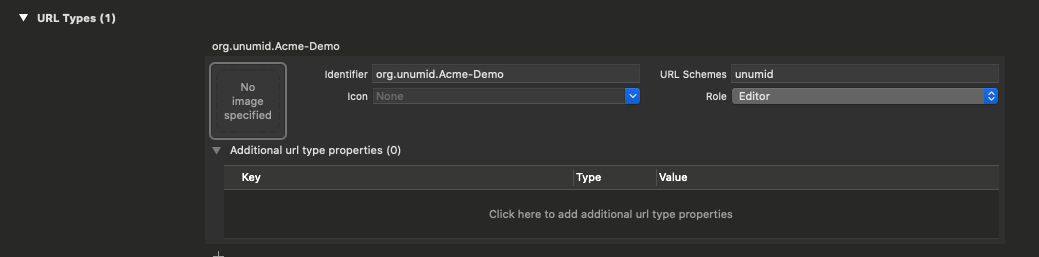 URL Types (1)
org.unumid.Acme-Demo
No image specified
Identifier org.unumid.Acme-Demo URL Schemes unumid
Icon None Role Editor
Additional url type properties (0)
Key Type Value
Click here to add additional url type properties